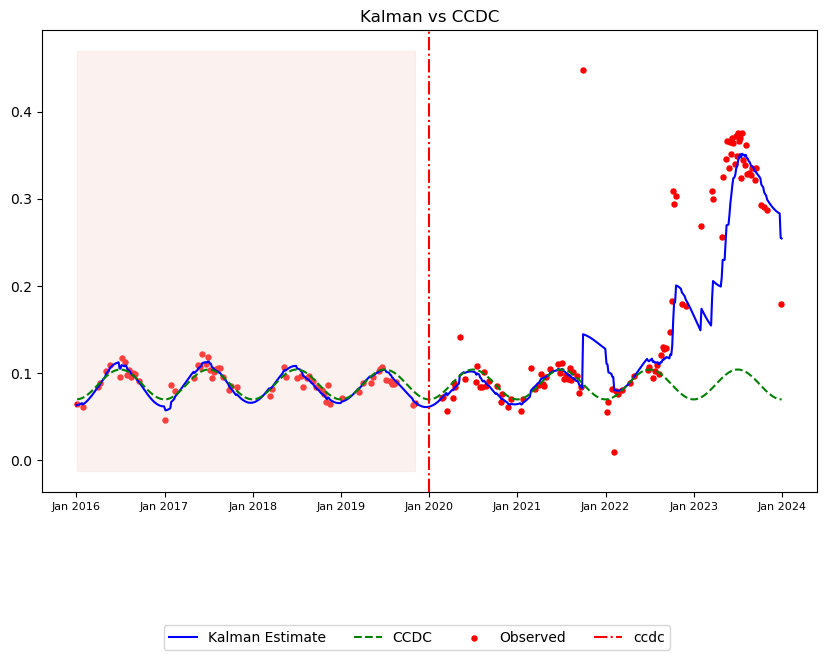 Kalman vs CCDC
0.4
0.3
0.2
0.1
0.0
Jan 2016 Jan 2017 Jan 2018 Jan 2019 Jan 2020 Jan 2021 Jan 2022 Jan 2023 Jan 2024
Kalman Estimate CCDC Observed ccdc